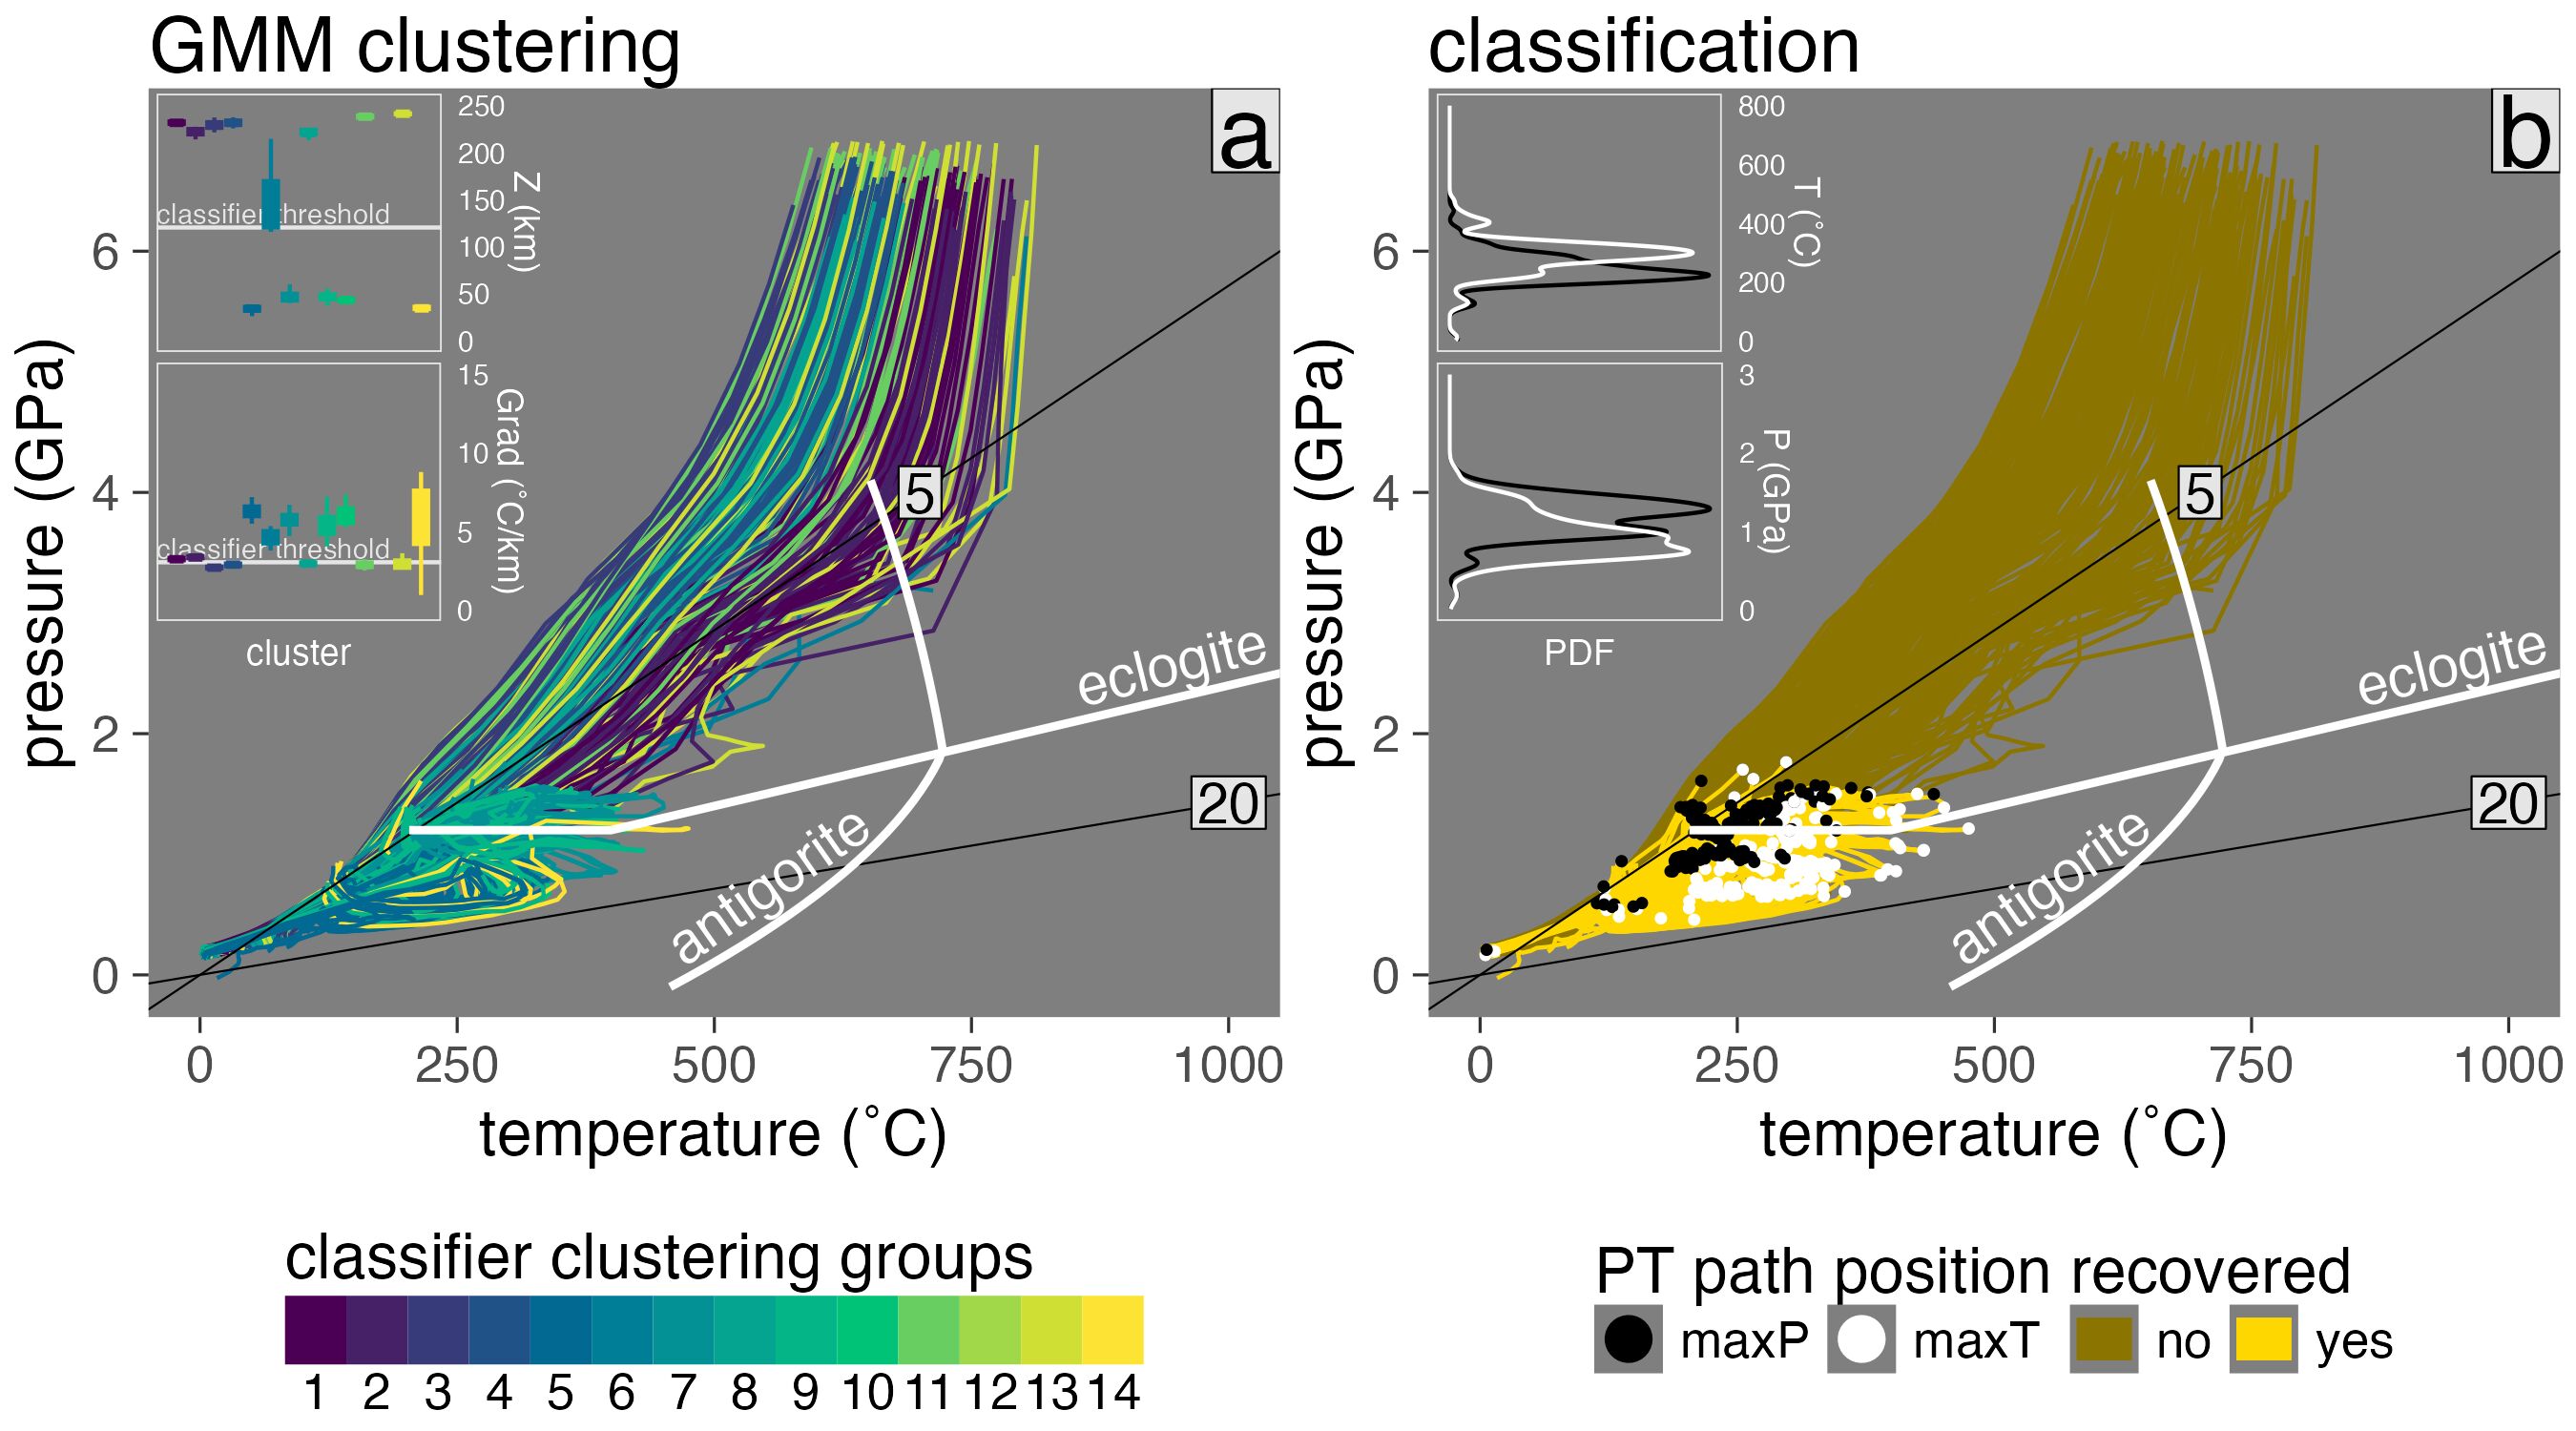 GMM clustering
a
250
200
150
100
50
0
Z (km)
classifier threshold
15
10
5
0
Grad (˚C/km)
classifier threshold
cluster
6
4
2
0
pressure (GPa)
5
eclogite
20
antigorite
0 250 500 750 1000
temperature (˚C)
classification
b
800
600
400
200
0
T (˚C)
3
2
1
0
P (GPa)
PDF
6
4
2
0
pressure (GPa)
5
eclogite
20
antigorite
0 250 500 750 1000
temperature (˚C)
classifier clustering groups
1 2 3 4 5 6 7 8 9 10 11 12 13 14
PT path position recovered
maxP maxT no yes